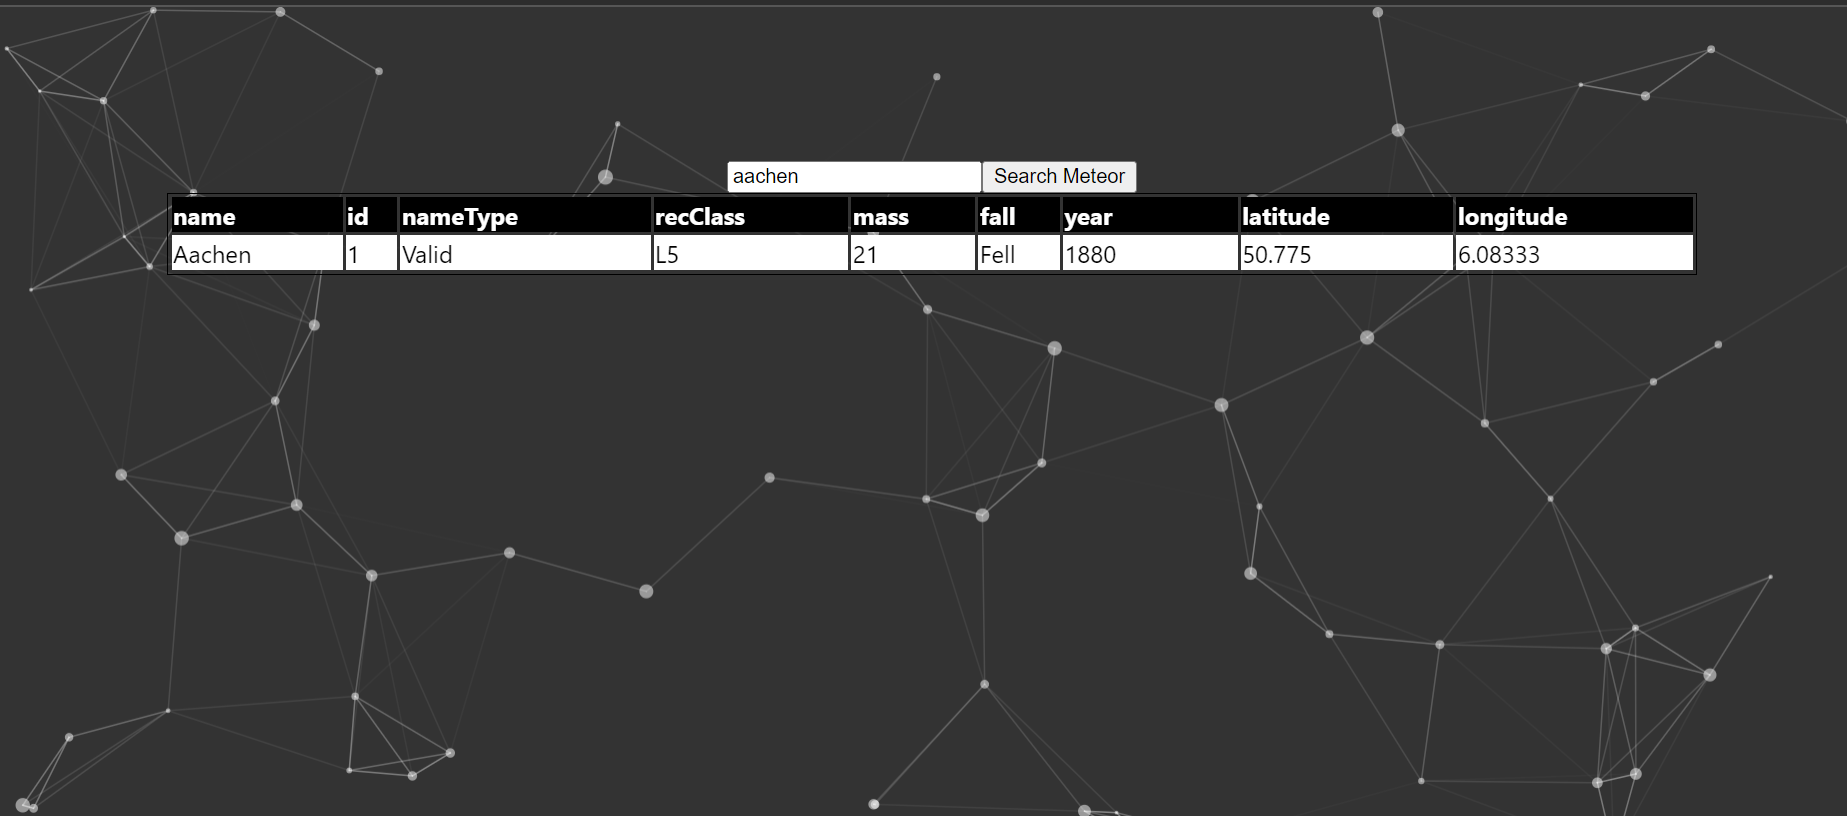 aachen Search Meteor
name id nameType recClass mass fall year latitude longitude
Aachen 1 Valid L5 21 Fell 1880 50.775 6.08333